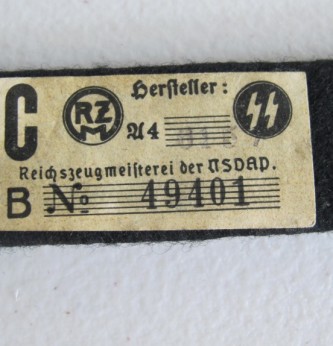 C RZM Hersteller:
A4
Reichszeugmeisterei der NSDAP.
B № 49401